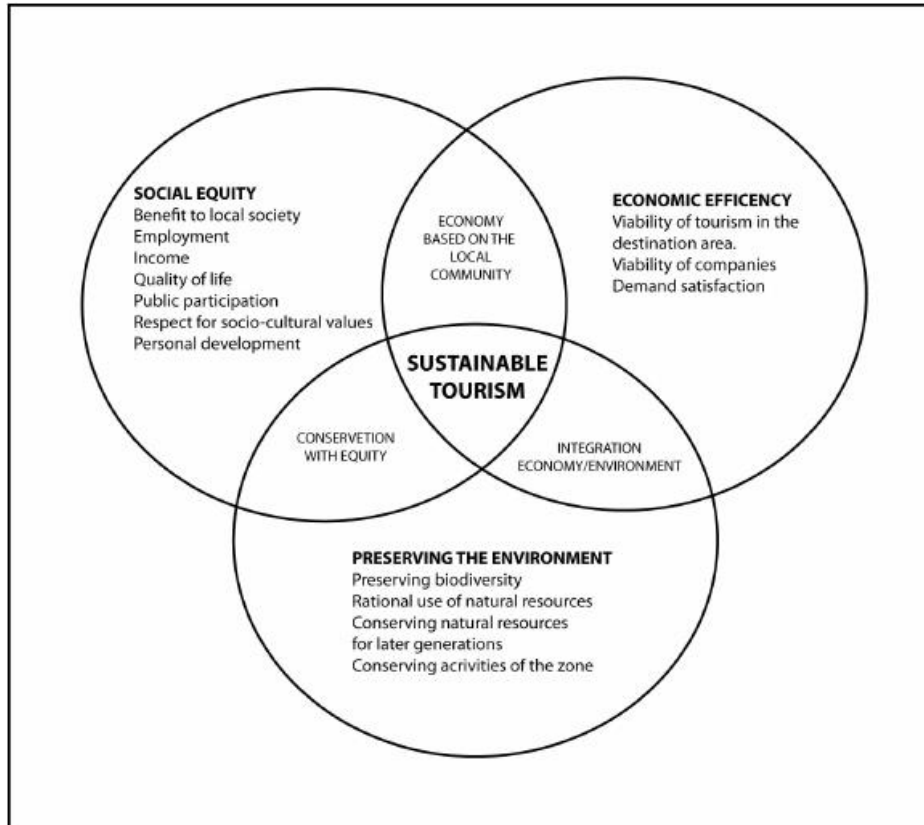 SOCIAL EQUITY
Benefit to local society
Employment
Income
Quality of life
Public participation
Respect for socio-cultural values
Personal development
ECONOMY
BASED ON THE
LOCAL
COMMUNITY
ECONOMIC EFFICENCY
Viability of tourism in the
destination area.
Viability of companies
Demand satisfaction
SUSTAINABLE
TOURISM
CONSERVETION
WITH EQUITY
INTEGRATION
ECONOMY/ENVIRONMENT
PRESERVING THE ENVIRONMENT
Preserving biodiversity
Rational use of natural resources
Conserving natural resources
for later generations
Conserving acrivities of the zone